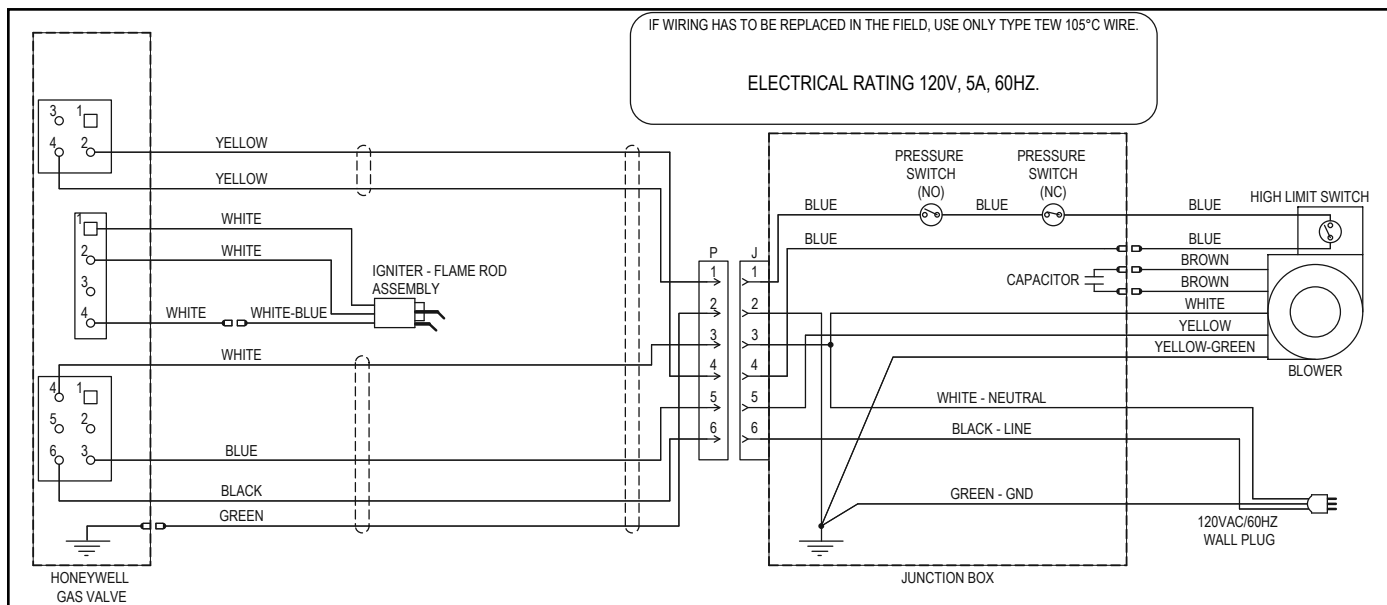 IF WIRING HAS TO BE REPLACED IN THE FIELD, USE ONLY TYPE TEW 105°C WIRE.
ELECTRICAL RATING 120V, 5A, 60HZ.
3 1
4 2
YELLOW
YELLOW
1
2
3
4
WHITE
WHITE
WHITE
WHITE-BLUE
IGNITER - FLAME ROD
ASSEMBLY
4 1
5 2
6 3
WHITE
BLUE
BLACK
GREEN
HONEYWELL
GAS VALVE
P
1
2
3
4
5
6
J
1
2
3
4
5
6
PRESSURE
SWITCH
(NO)
PRESSURE
SWITCH
(NC)
BLUE
BLUE
BLUE
BLUE
BLUE
CAPACITOR
BROWN
BROWN
WHITE
YELLOW
YELLOW-GREEN
HIGH LIMIT SWITCH
BLOWER
WHITE - NEUTRAL
BLACK - LINE
GREEN - GND
120VAC/60HZ
WALL PLUG
JUNCTION BOX